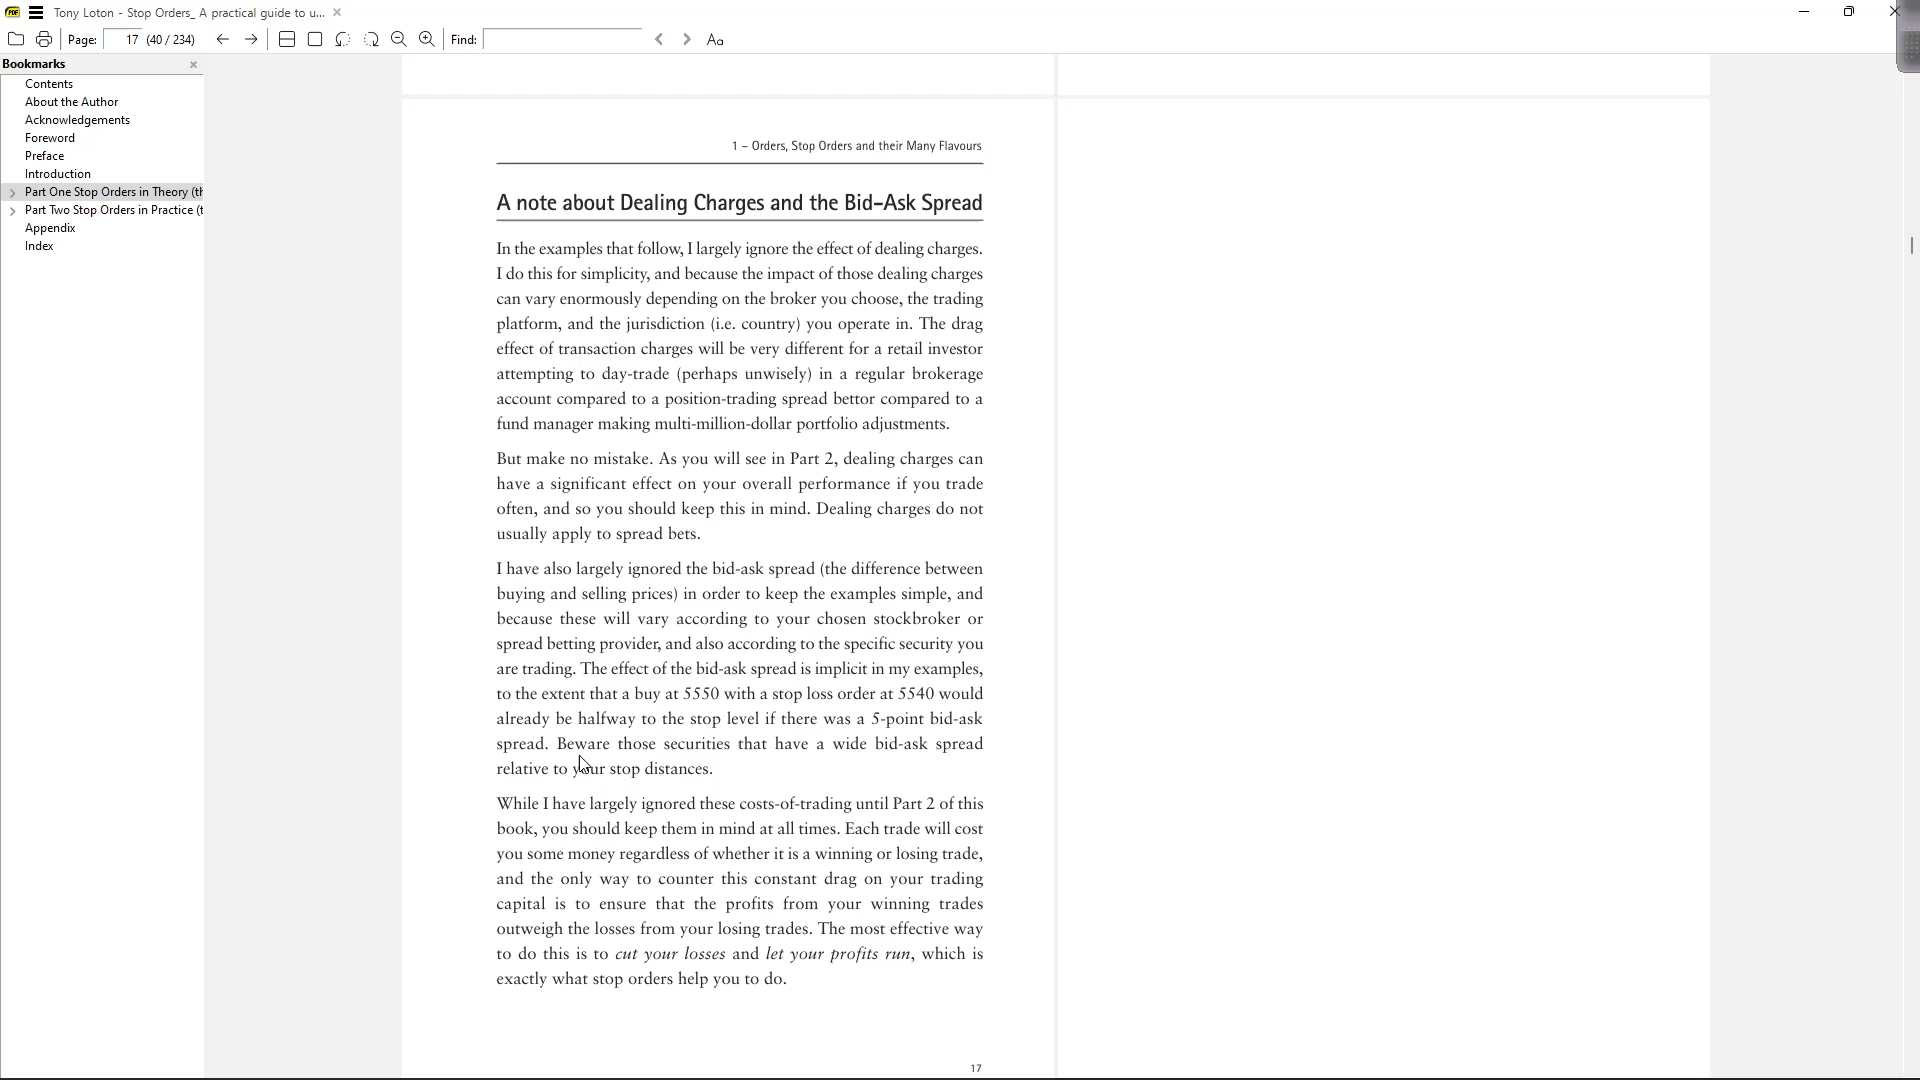 Tony Loton - Stop Orders_ A practical guide to u...
Page: 17 (40 / 234) Find: Aa
Bookmarks
Contents
About the Author
Acknowledgements
Foreword
Preface
Introduction
Part One Stop Orders in Theory (th
Part Two Stop Orders in Practice (t
Appendix
Index
1 – Orders, Stop Orders and their Many Flavours
A note about Dealing Charges and the Bid–Ask Spread
In the examples that follow, I largely ignore the effect of dealing charges.
I do this for simplicity, and because the impact of those dealing charges
can vary enormously depending on the broker you choose, the trading
platform, and the jurisdiction (i.e. country) you operate in. The drag
effect of transaction charges will be very different for a retail investor
attempting to day-trade (perhaps unwisely) in a regular brokerage
account compared to a position-trading spread bettor compared to a
fund manager making multi-million-dollar portfolio adjustments.
But make no mistake. As you will see in Part 2, dealing charges can
have a significant effect on your overall performance if you trade
often, and so you should keep this in mind. Dealing charges do not
usually apply to spread bets.
I have also largely ignored the bid-ask spread (the difference between
buying and selling prices) in order to keep the examples simple, and
because these will vary according to your chosen stockbroker or
spread betting provider, and also according to the specific security you
are trading. The effect of the bid-ask spread is implicit in my examples,
to the extent that a buy at 5550 with a stop loss order at 5540 would
already be halfway to the stop level if there was a 5-point bid-ask
spread. Beware those securities that have a wide bid-ask spread
relative to your stop distances.
While I have largely ignored these costs-of-trading until Part 2 of this
book, you should keep them in mind at all times. Each trade will cost
you some money regardless of whether it is a winning or losing trade,
and the only way to counter this constant drag on your trading
capital is to ensure that the profits from your winning trades
outweigh the losses from your losing trades. The most effective way
to do this is to cut your losses and let your profits run, which is
exactly what stop orders help you to do.
17